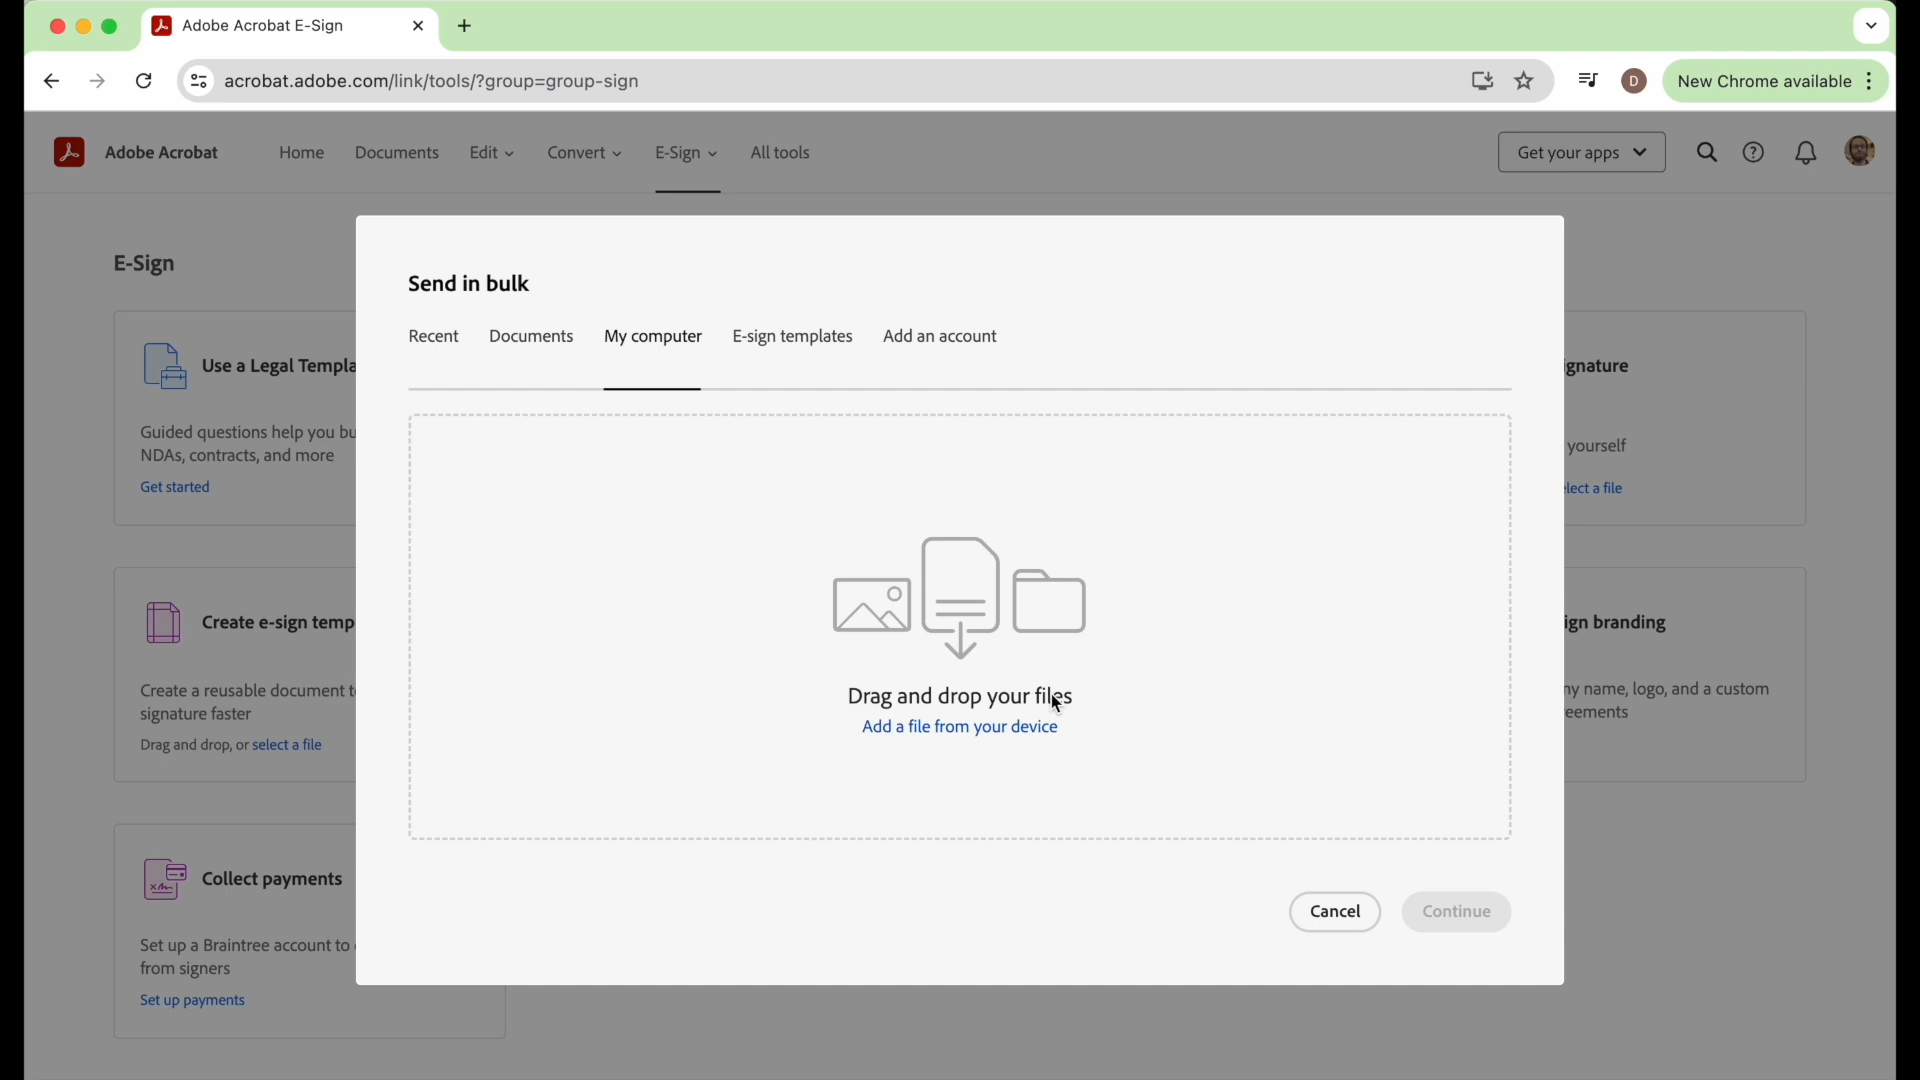 Adobe Acrobat E-Sign
acrobat.adobe.com/link/tools/?group=group-sign
D
New Chrome available
Adobe Acrobat
Home
Documents
Edit
Convert
E-Sign
All tools
Get your apps
E-Sign
Use a Legal Templa
Guided questions help you bu
NDAs, contracts, and more
Get started
Create e-sign temp
Create a reusable document t
signature faster
Drag and drop, or select a file
Collect payments
Set up a Braintree account to
from signers
Set up payments
Send in bulk
Recent
Documents
My computer
E-sign templates
Add an account
Drag and drop your files
Add a file from your device
Cancel
Continue
ignature
yourself
lect a file
ign branding
ny name, logo, and a custom
eements